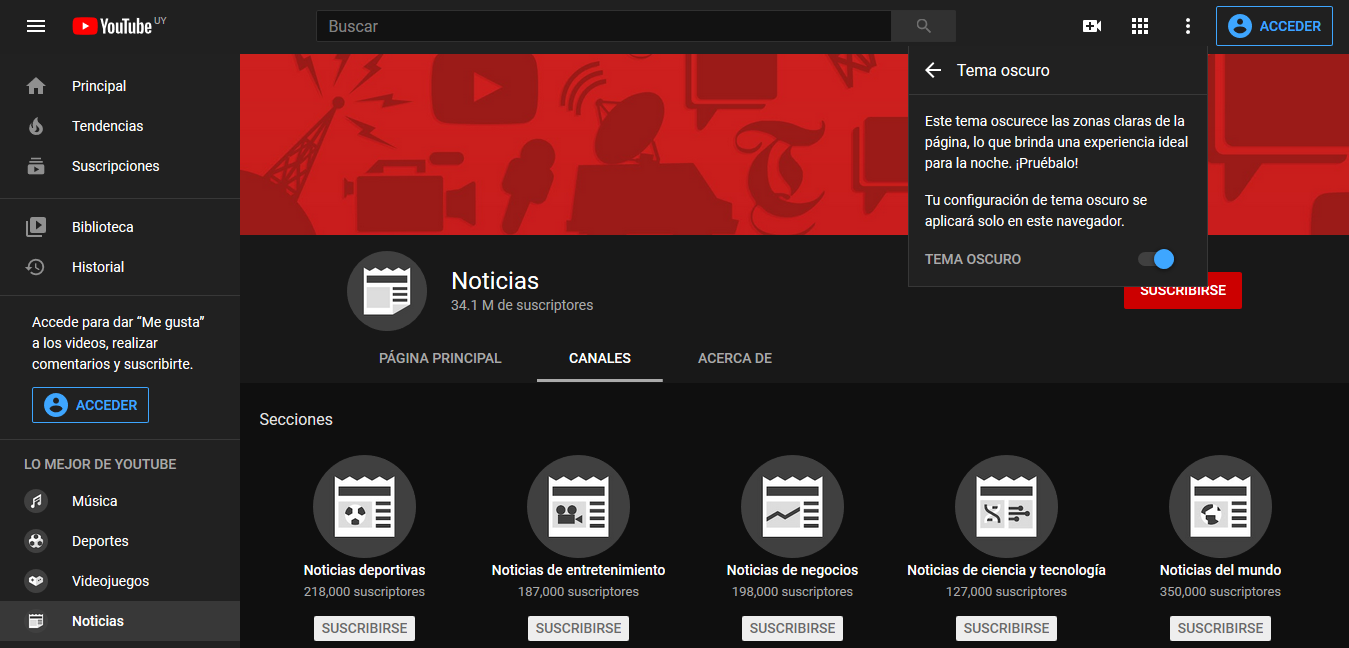 YouTube UY
Buscar
ACCEDER
Principal
Tendencias
Suscripciones
Biblioteca
Historial
Accede para dar “Me gusta”
a los videos, realizar
comentarios y suscribirte.
ACCEDER
LO MEJOR DE YOUTUBE
Música
Deportes
Videojuegos
Noticias
Tema oscuro
Este tema oscurece las zonas claras de la
página, lo que brinda una experiencia ideal
para la noche. ¡Pruébalo!
Tu configuración de tema oscuro se
aplicará solo en este navegador.
TEMA OSCURO
Noticias
34.1 M de suscriptores
SUSCRIBIRSE
PÁGINA PRINCIPAL
CANALES
ACERCA DE
Secciones
Noticias deportivas
218,000 suscriptores
SUSCRIBIRSE
Noticias de entretenimiento
187,000 suscriptores
SUSCRIBIRSE
Noticias de negocios
198,000 suscriptores
SUSCRIBIRSE
Noticias de ciencia y tecnología
127,000 suscriptores
SUSCRIBIRSE
Noticias del mundo
350,000 suscriptores
SUSCRIBIRSE